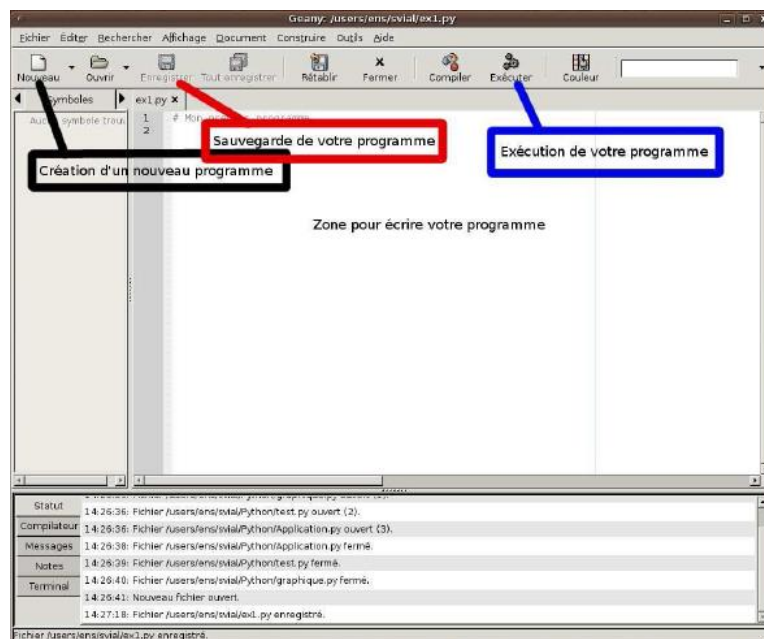 Geany: /users/ens/svial/ex1.py
Fichier Éditer Rechercher Affichage Document Construire Outils Aide
Nouveau Ouvrir Enregistrer Tout enregistrer Rétablir Fermer Compiler Exécuter Couleur
Symboles ex1.py
Aucun symbole trou
1 # Mon programme
2
Sauvegarde de votre programme
Exécution de votre programme
Création d'un nouveau programme
Zone pour écrire votre programme
Statut
Compilateur
Messages
Notes
Terminal
14:26:36: Fichier /users/ens/svial/Python/test.py ouvert (2).
14:26:36: Fichier /users/ens/svial/Python/Application.py ouvert (3).
14:26:38: Fichier /users/ens/svial/Python/Application.py fermé.
14:26:39: Fichier /users/ens/svial/Python/test.py fermé.
14:26:40: Fichier /users/ens/svial/Python/graphique.py fermé.
14:26:41: Nouveau fichier ouvert.
14:27:18: Fichier /users/ens/svial/ex1.py enregistré.
Fichier /users/ens/svial/ex1.py enregistré.